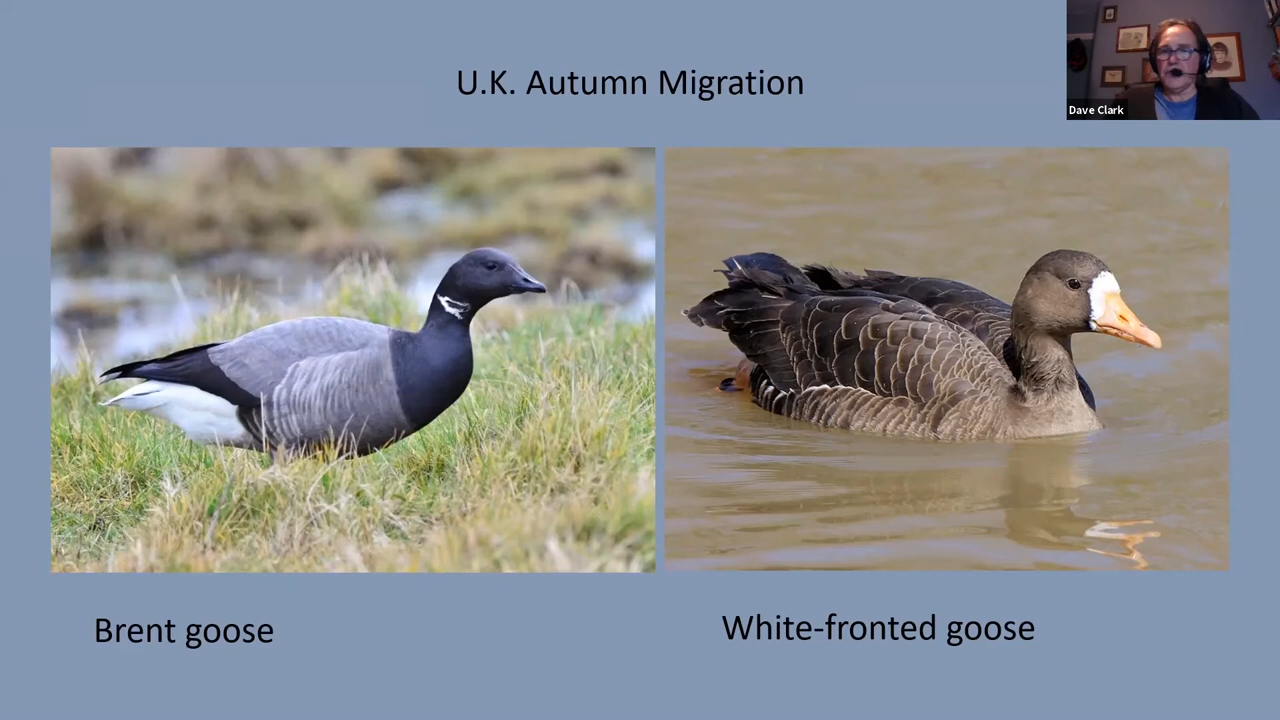 U.K. Autumn Migration
Dave Clark
Brent goose
White-fronted goose